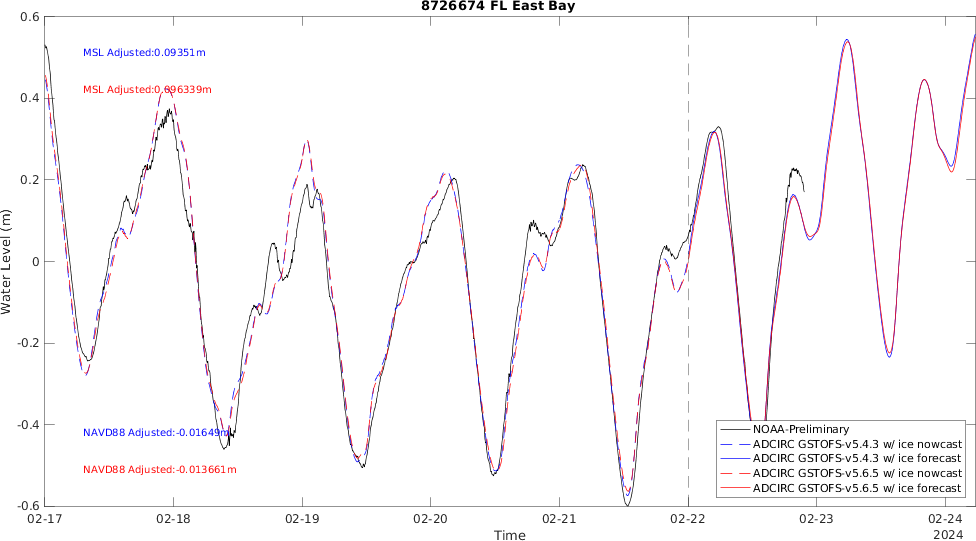 8726674 FL East Bay
0.6
MSL Adjusted:0.09351m
MSL Adjusted:0.096339m
0.4
0.2
0
-0.2
-0.4
-0.6
Water Level (m)
NAVD88 Adjusted:-0.01649m
NAVD88 Adjusted:-0.013661m
NOAA-Preliminary
ADCIRC GSTOFS-v5.4.3 w/ ice nowcast
ADCIRC GSTOFS-v5.4.3 w/ ice forecast
ADCIRC GSTOFS-v5.6.5 w/ ice nowcast
ADCIRC GSTOFS-v5.6.5 w/ ice forecast
02-17 02-18 02-19 02-20 02-21 02-22 02-23 02-24
Time
2024